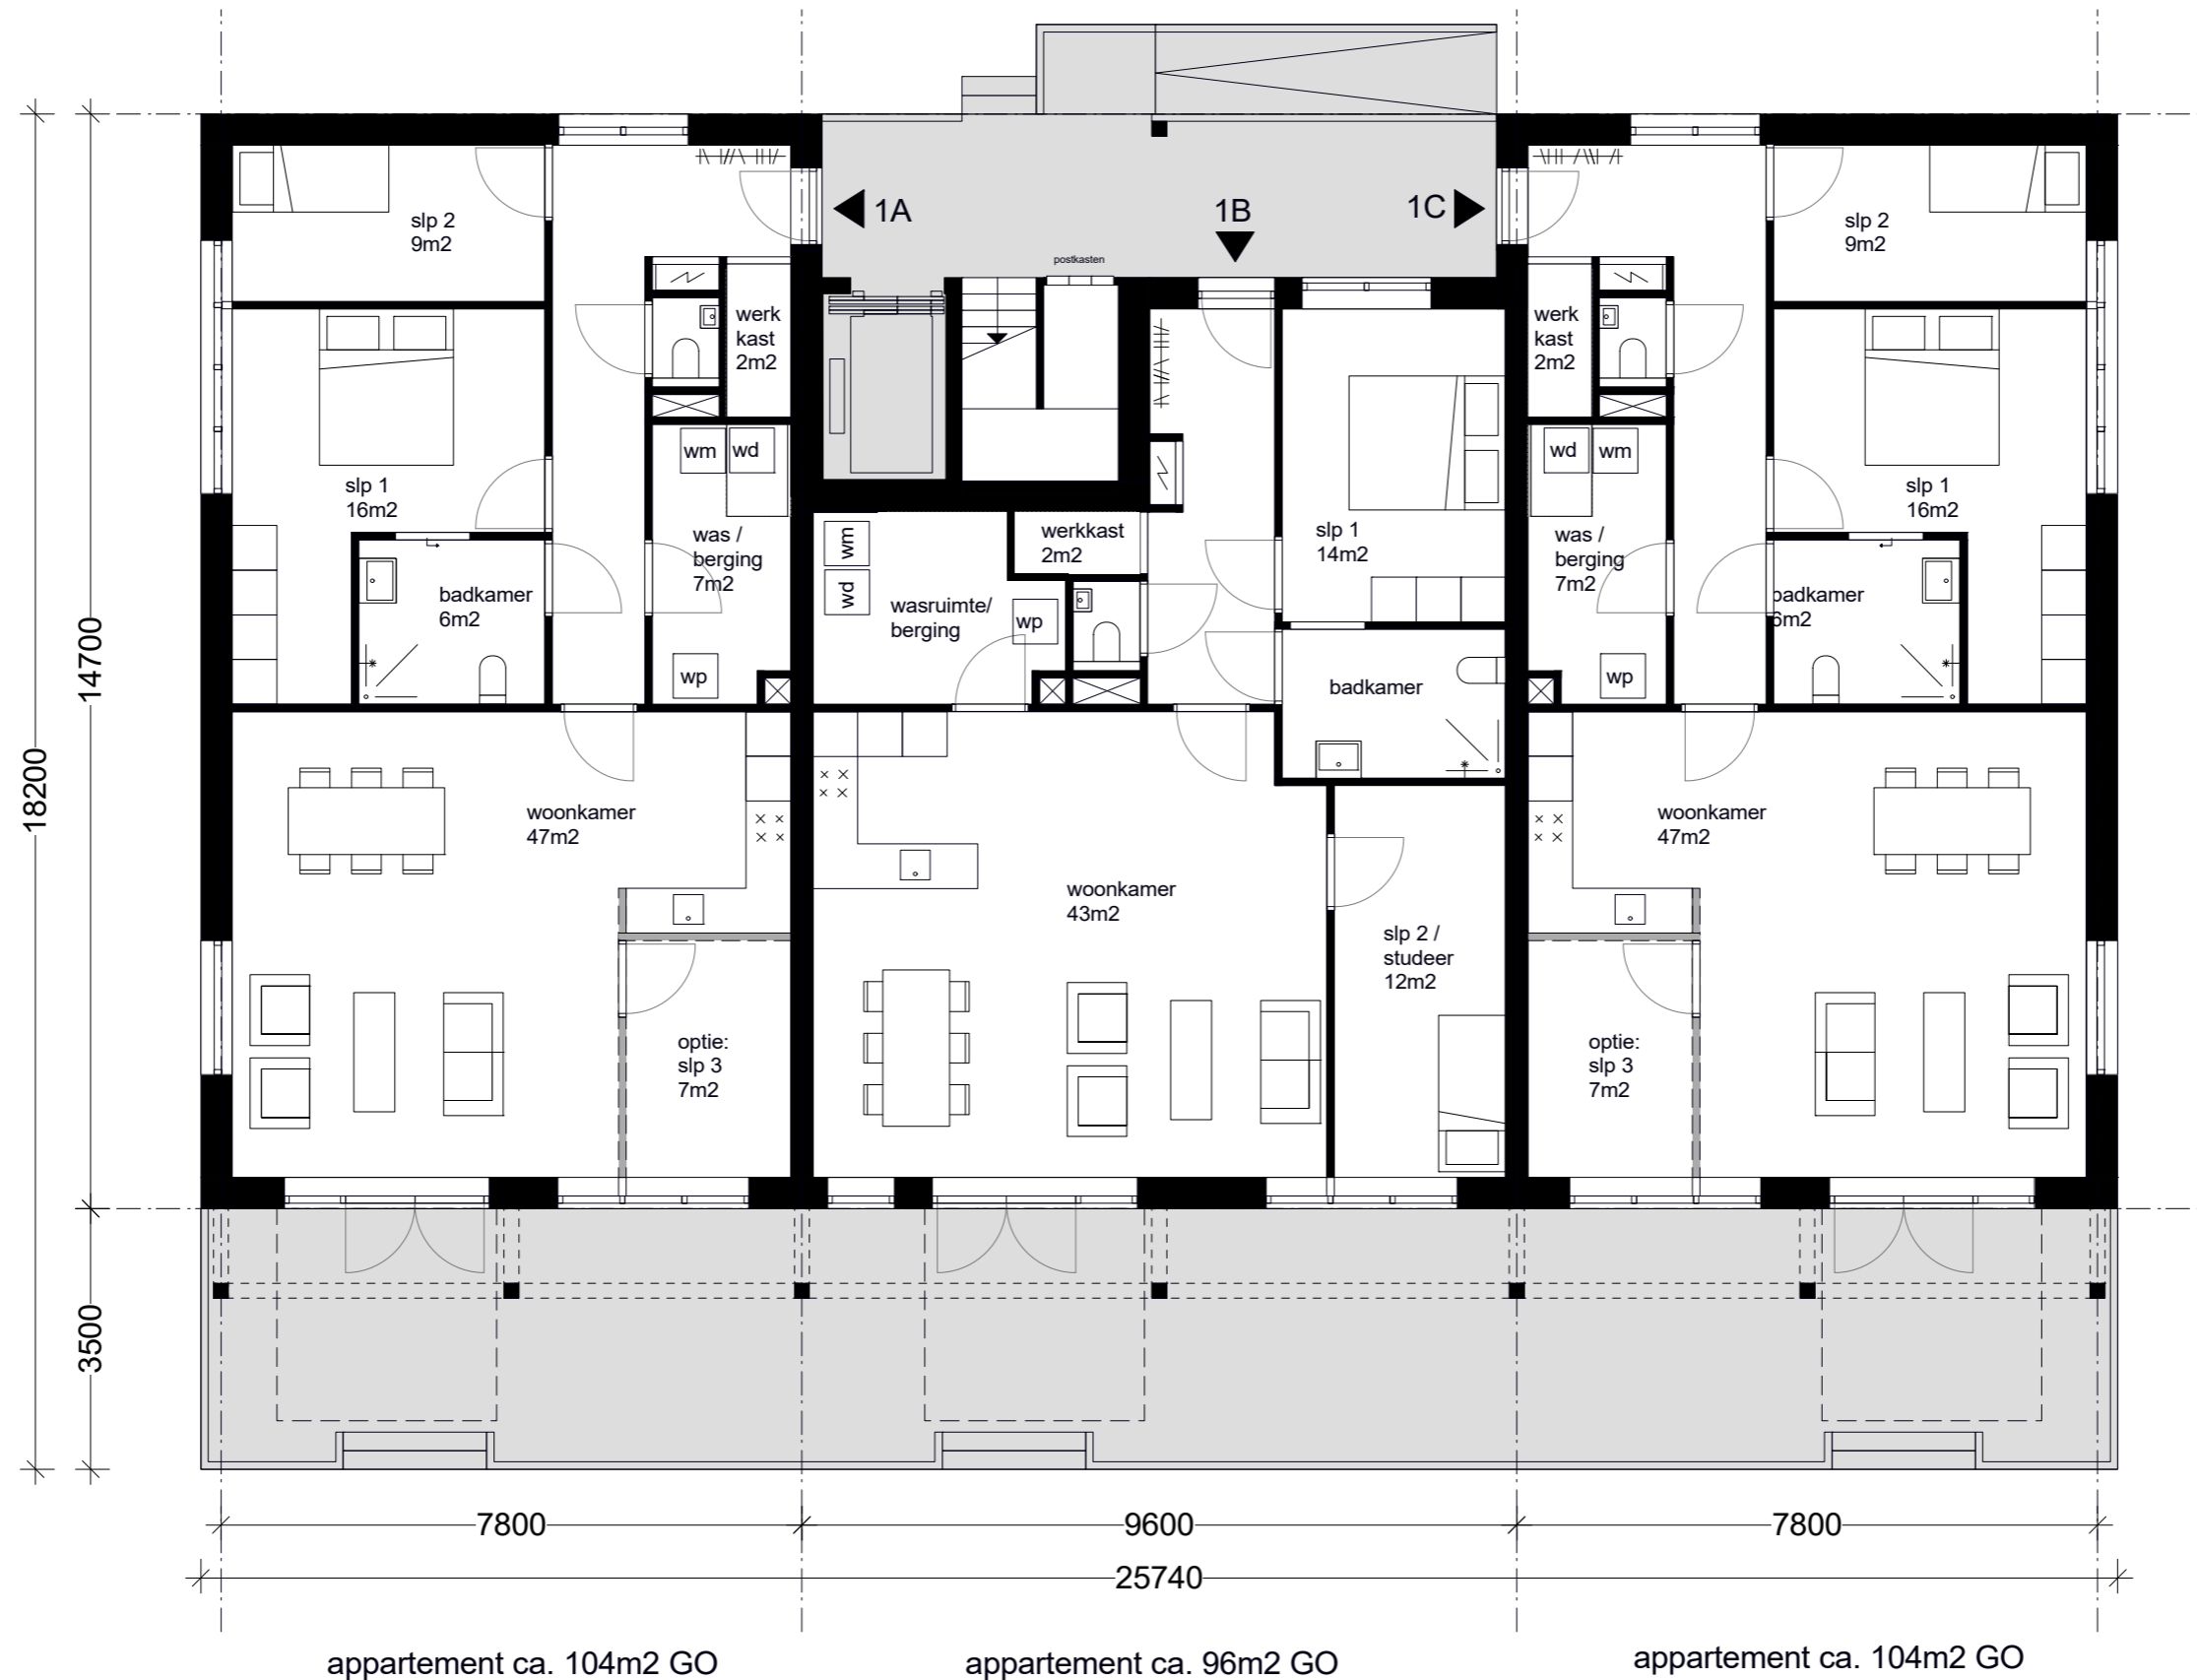 1A
1B
1C
postkasten
slp 2
9m2
werk
kast
2m2
slp 1
16m2
wm
wd
was /
berging
7m2
badkamer
6m2
wp
woonkamer
47m2
optie:
slp 3
7m2
wm
wd
wasruimte/
berging
werkkast
2m2
wp
slp 1
14m2
badkamer
woonkamer
43m2
slp 2 /
studeer
12m2
slp 2
9m2
werk
kast
2m2
slp 1
16m2
wd
wm
was /
berging
7m2
badkamer
6m2
wp
woonkamer
47m2
optie:
slp 3
7m2
18200
14700
3500
7800
9600
7800
25740
appartement ca. 104m2 GO
appartement ca. 96m2 GO
appartement ca. 104m2 GO